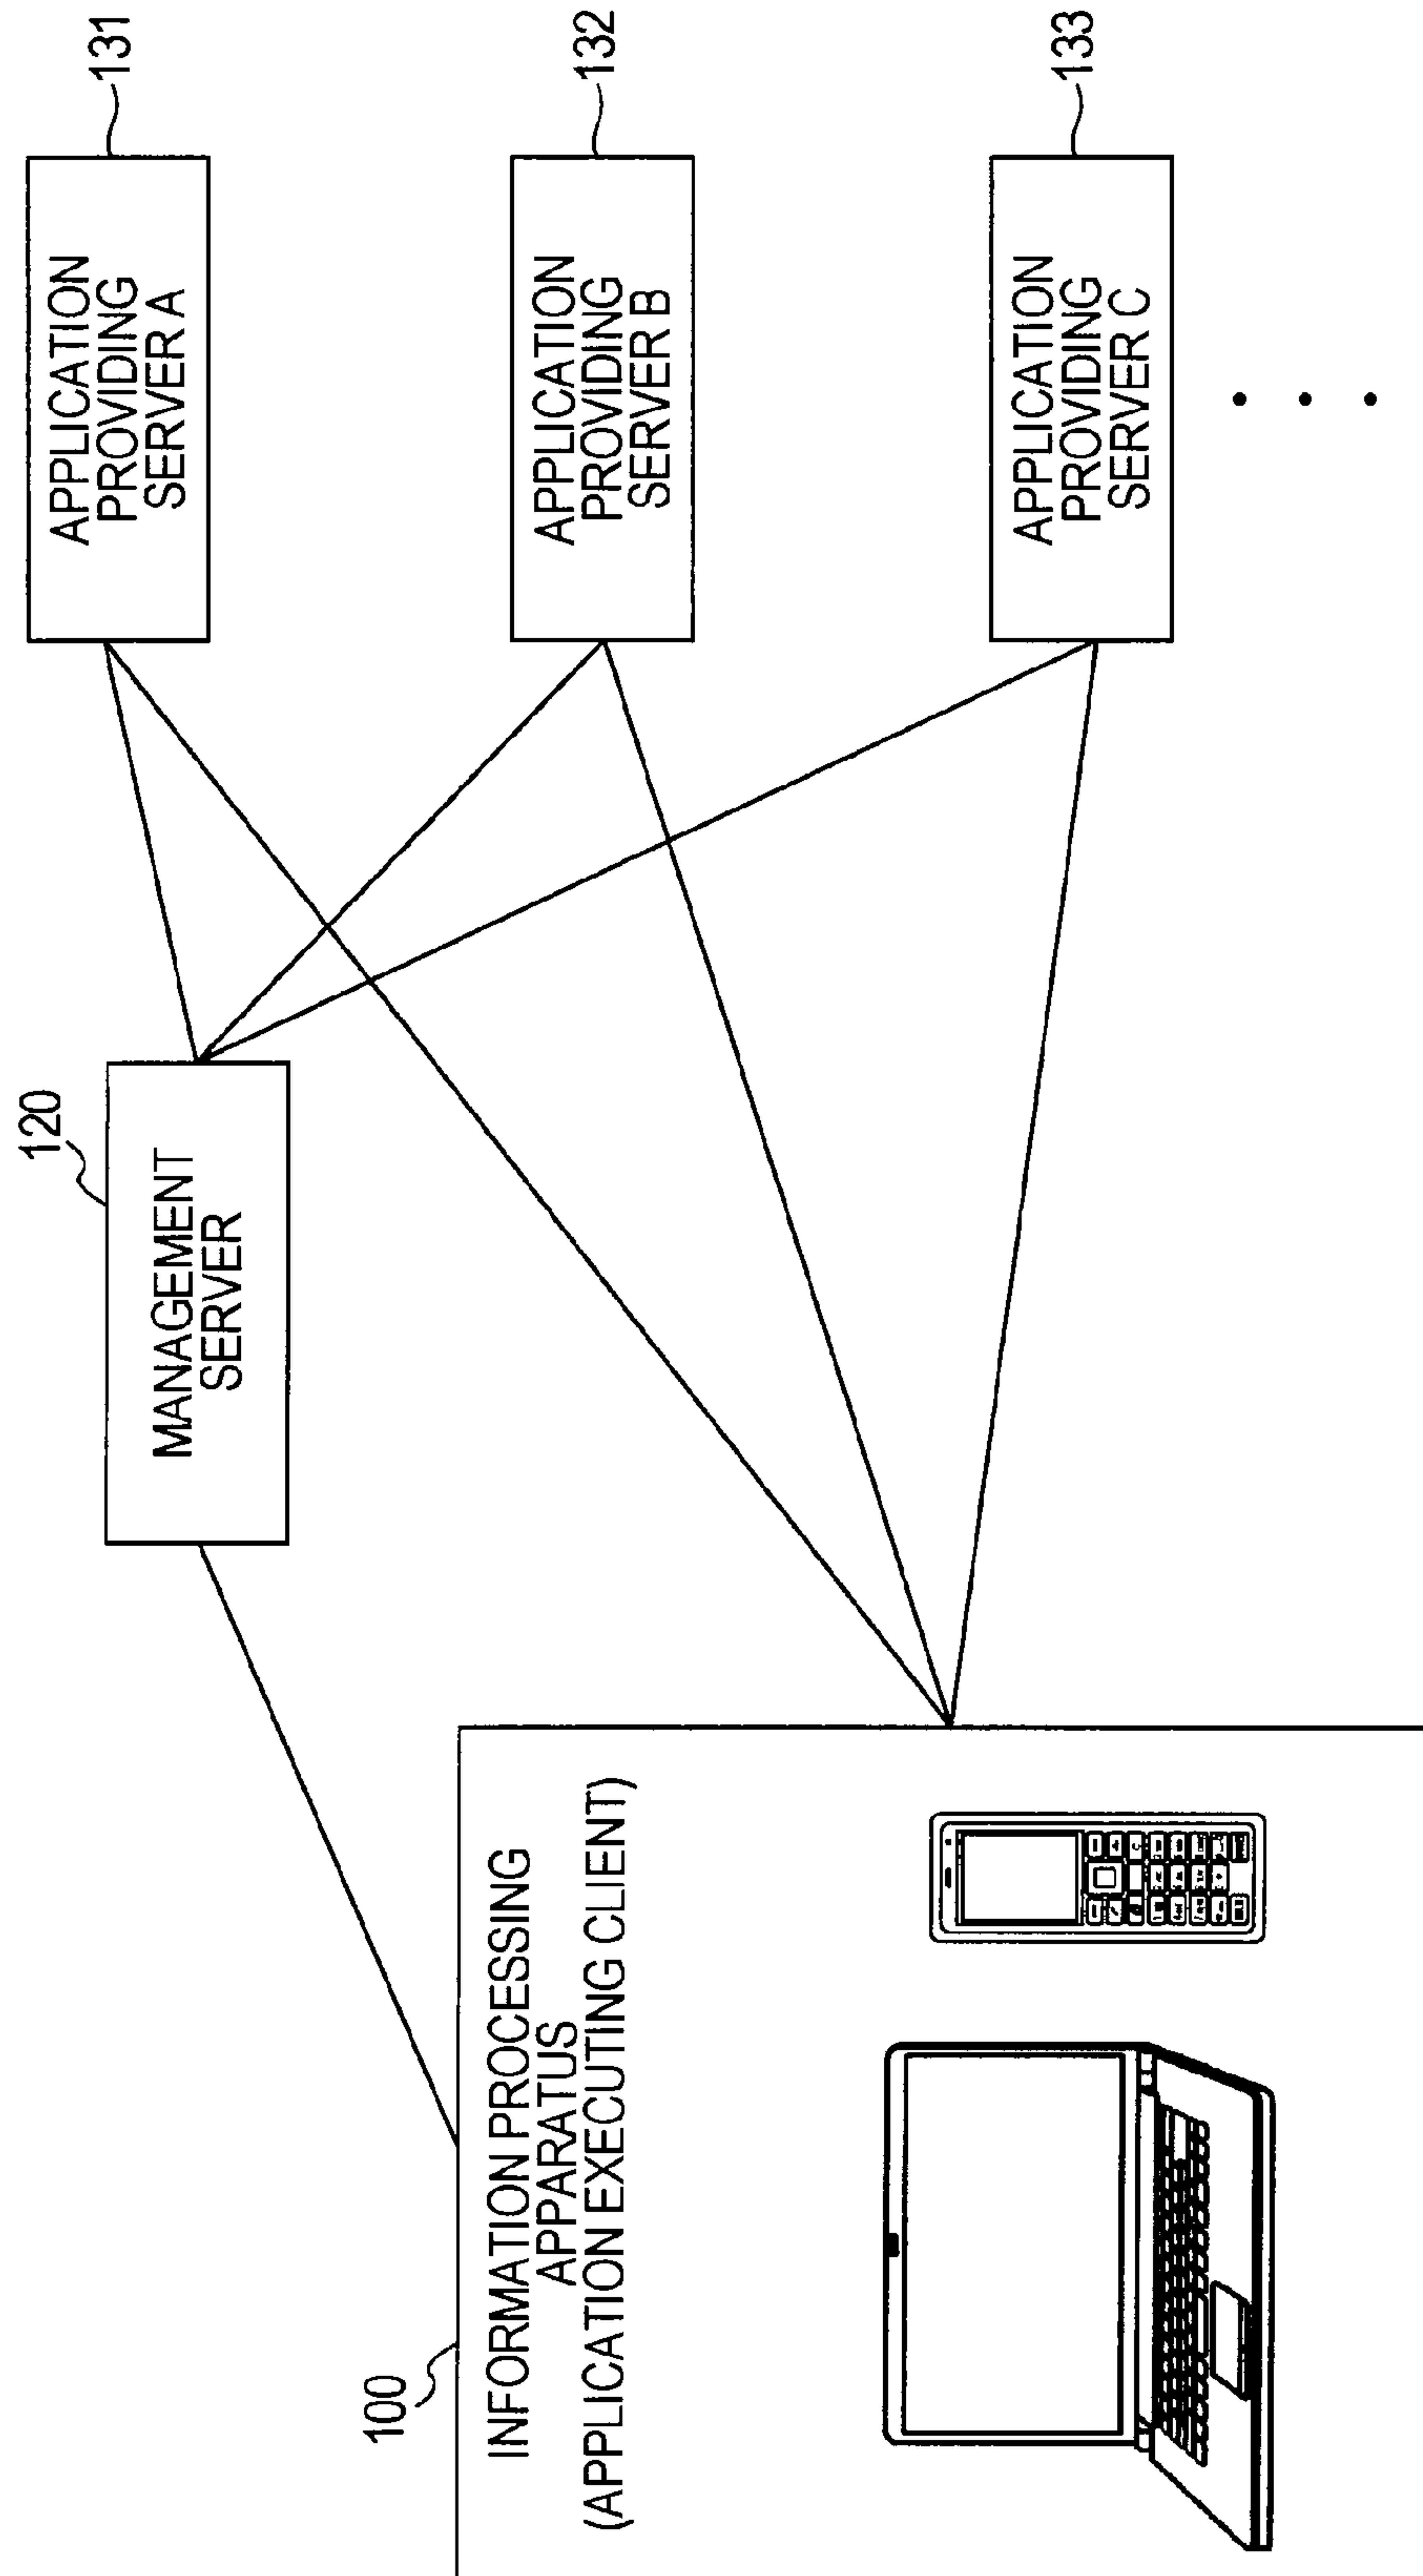 100
INFORMATION PROCESSING
APPARATUS
(APPLICATION EXECUTING CLIENT)
120
MANAGEMENT
SERVER
APPLICATION
PROVIDING
SERVER A
131
APPLICATION
PROVIDING
SERVER B
132
APPLICATION
PROVIDING
SERVER C
133